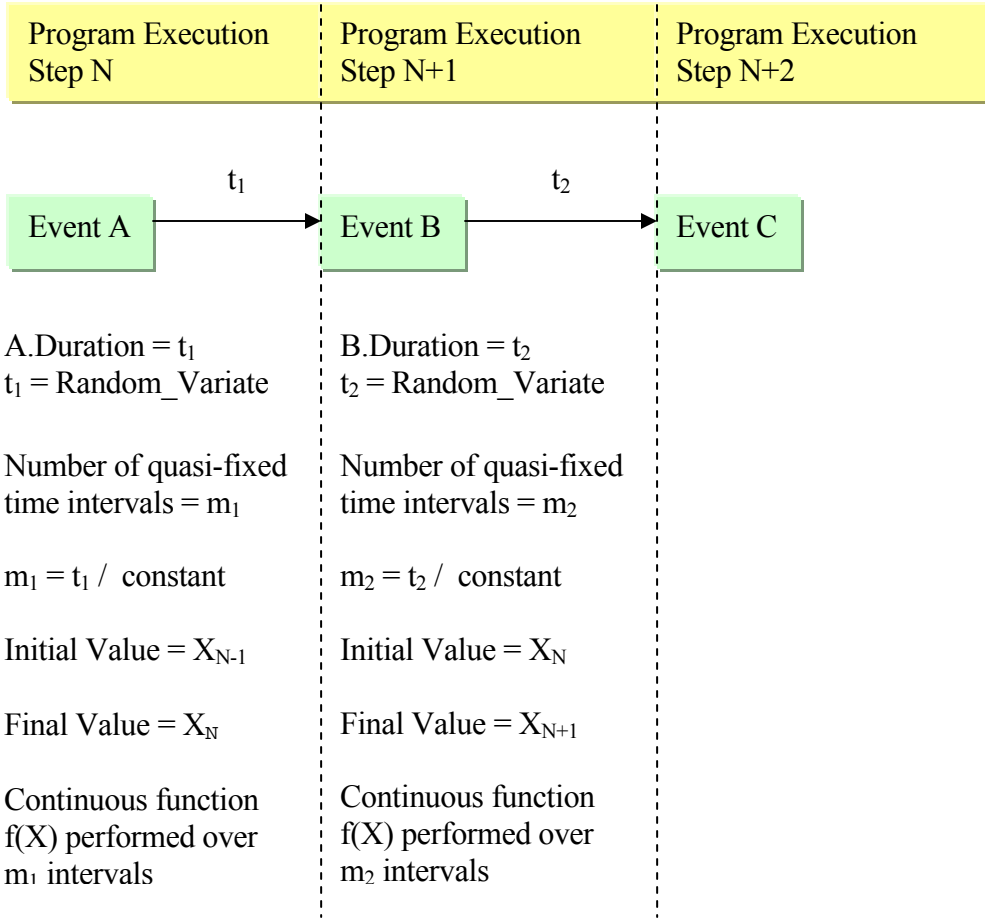 Program Execution
Step N
Program Execution
Step N+1
Program Execution
Step N+2
t₁
t₂
Event A
Event B
Event C
A.Duration = t₁
t₁ = Random_Variate
Number of quasi-fixed
time intervals = m₁
m₁ = t₁ / constant
Initial Value = X_N-1
Final Value = X_N
Continuous function
f(X) performed over
m₁ intervals
B.Duration = t₂
t₂ = Random_Variate
Number of quasi-fixed
time intervals = m₂
m₂ = t₂ / constant
Initial Value = X_N
Final Value = X_N+1
Continuous function
f(X) performed over
m₂ intervals